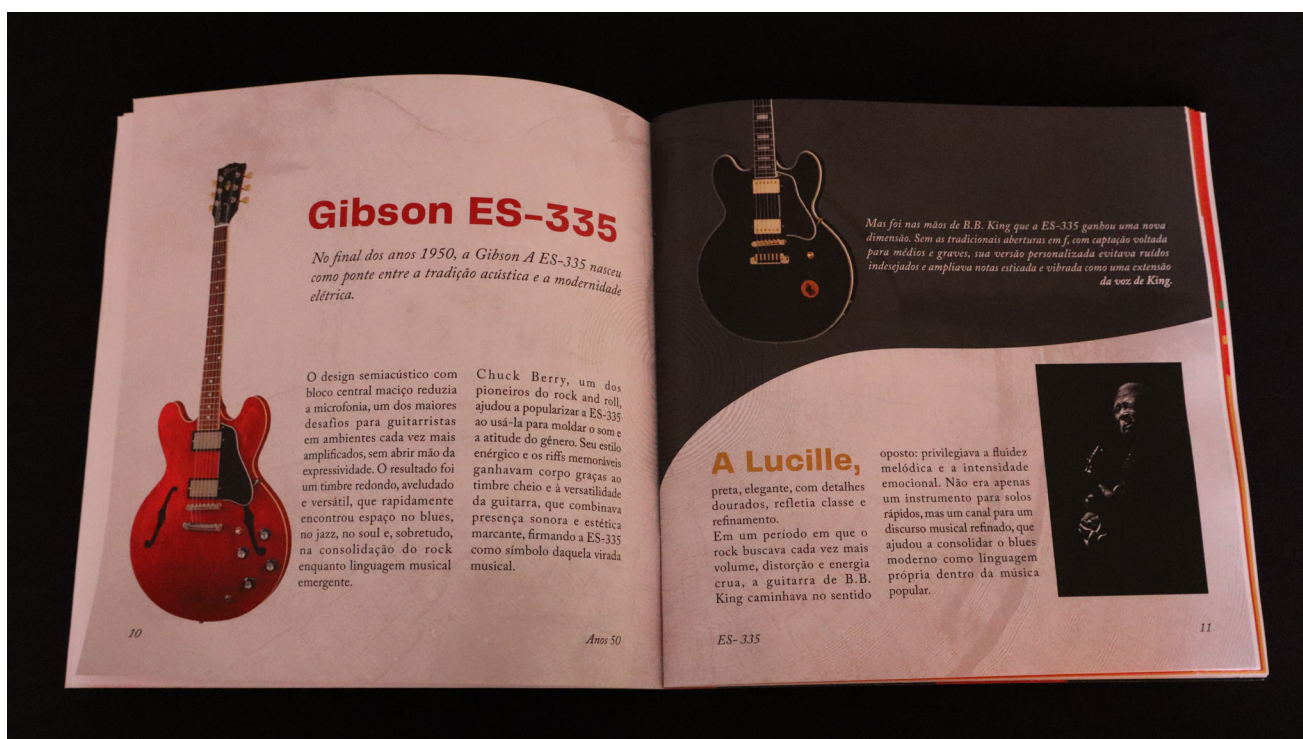 Gibson ES-335
No final dos anos 1950, a Gibson A ES-335 nasceu
como ponte entre a tradição acústica e a modernidade
elétrica.
O design semiacústico com
bloco central maciço reduzia
a microfonia, um dos maiores
desafios para guitarristas
em ambientes cada vez mais
amplificados, sem abrir mão da
expressividade. O resultado foi
um timbre redondo, aveludado
e versátil, que rapidamente
encontrou espaço no blues,
no jazz, no soul e, sobretudo,
na consolidação do rock
enquanto linguagem musical
emergente.
Chuck Berry, um dos
pioneiros do rock and roll,
ajudou a popularizar a ES-335
ao usá-la para moldar o som e
a atitude do gênero. Seu estilo
enérgico e os riffs memoráveis
ganhavam corpo graças ao
timbre cheio e à versatilidade
da guitarra, que combinava
presença sonora e estética
marcante, firmando a ES-335
como símbolo daquela virada
musical.
10
Anos 50
Mas foi nas mãos de B.B. King que a ES-335 ganhou uma nova
dimensão. Sem as tradicionais aberturas em f, com captação voltada
para médios e graves, sua versão personalizada evitava ruídos
indesejados e ampliava notas esticada e vibrada como uma extensão
da voz de King.
A Lucille,
preta, elegante, com detalhes
dourados, refletia classe e
refinamento.
Em um período em que o
rock buscava cada vez mais
volume, distorção e energia
crua, a guitarra de B.B.
King caminhava no sentido
oposto: privilegiava a fluidez
melódica e a intensidade
emocional. Não era apenas
um instrumento para solos
rápidos, mas um canal para um
discurso musical refinado, que
ajudou a consolidar o blues
moderno como linguagem
própria dentro da música
popular.
ES- 335
11